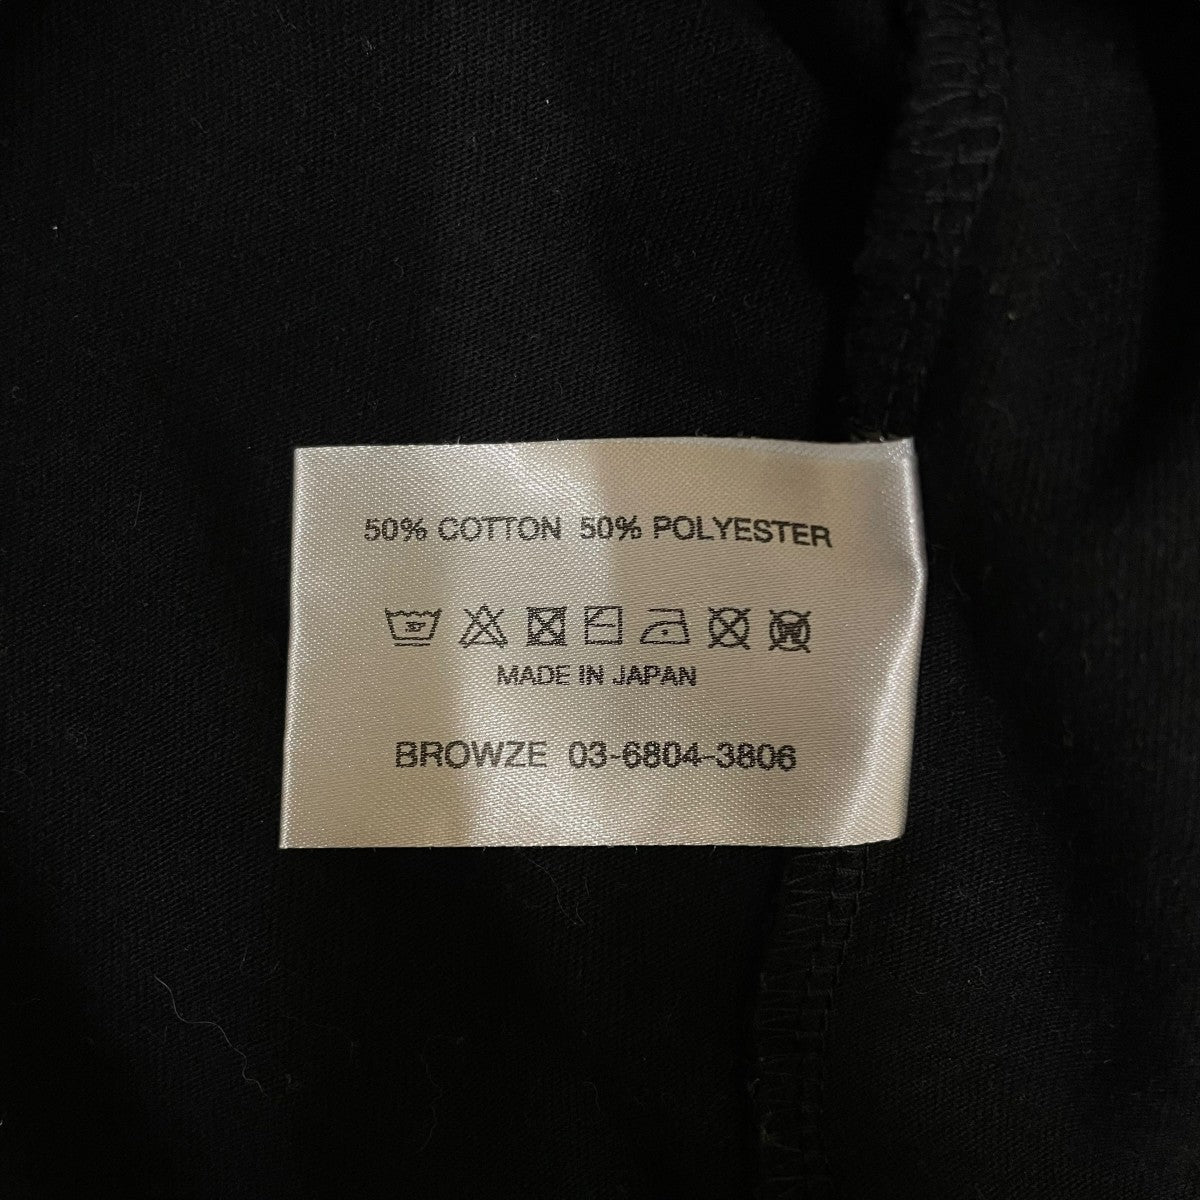 50% COTTON 50% POLYESTER
MADE IN JAPAN
BROWZE 03-6804-3806